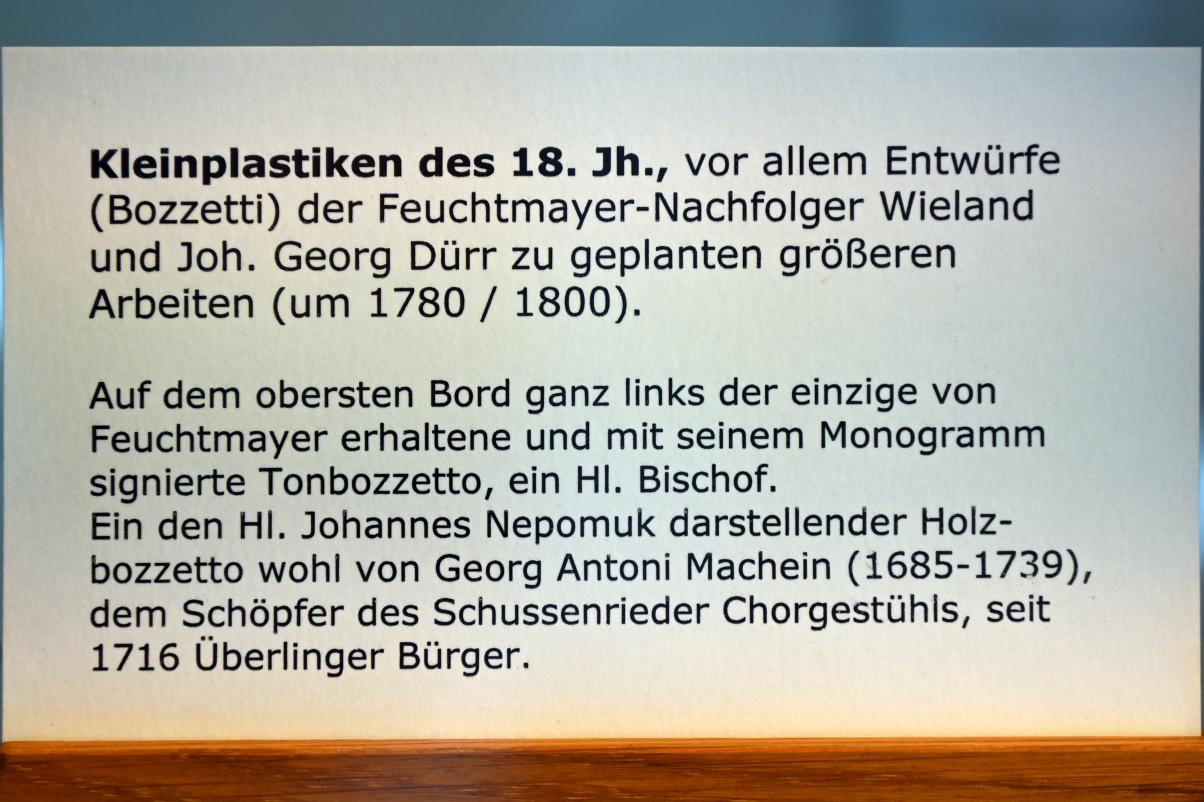 Kleinplastiken des 18. Jh., vor allem Entwürfe
(Bozzetti) der Feuchtmayer-Nachfolger Wieland
und Joh. Georg Dürr zu geplanten größeren
Arbeiten (um 1780 / 1800).
Auf dem obersten Bord ganz links der einzige von
Feuchtmayer erhaltene und mit seinem Monogramm
signierte Tonbozzetto, ein Hl. Bischof.
Ein den Hl. Johannes Nepomuk darstellender Holz-
bozzetto wohl von Georg Antoni Machein (1685-1739),
dem Schöpfer des Schussenrieder Chorgestühls, seit
1716 Überlinger Bürger.